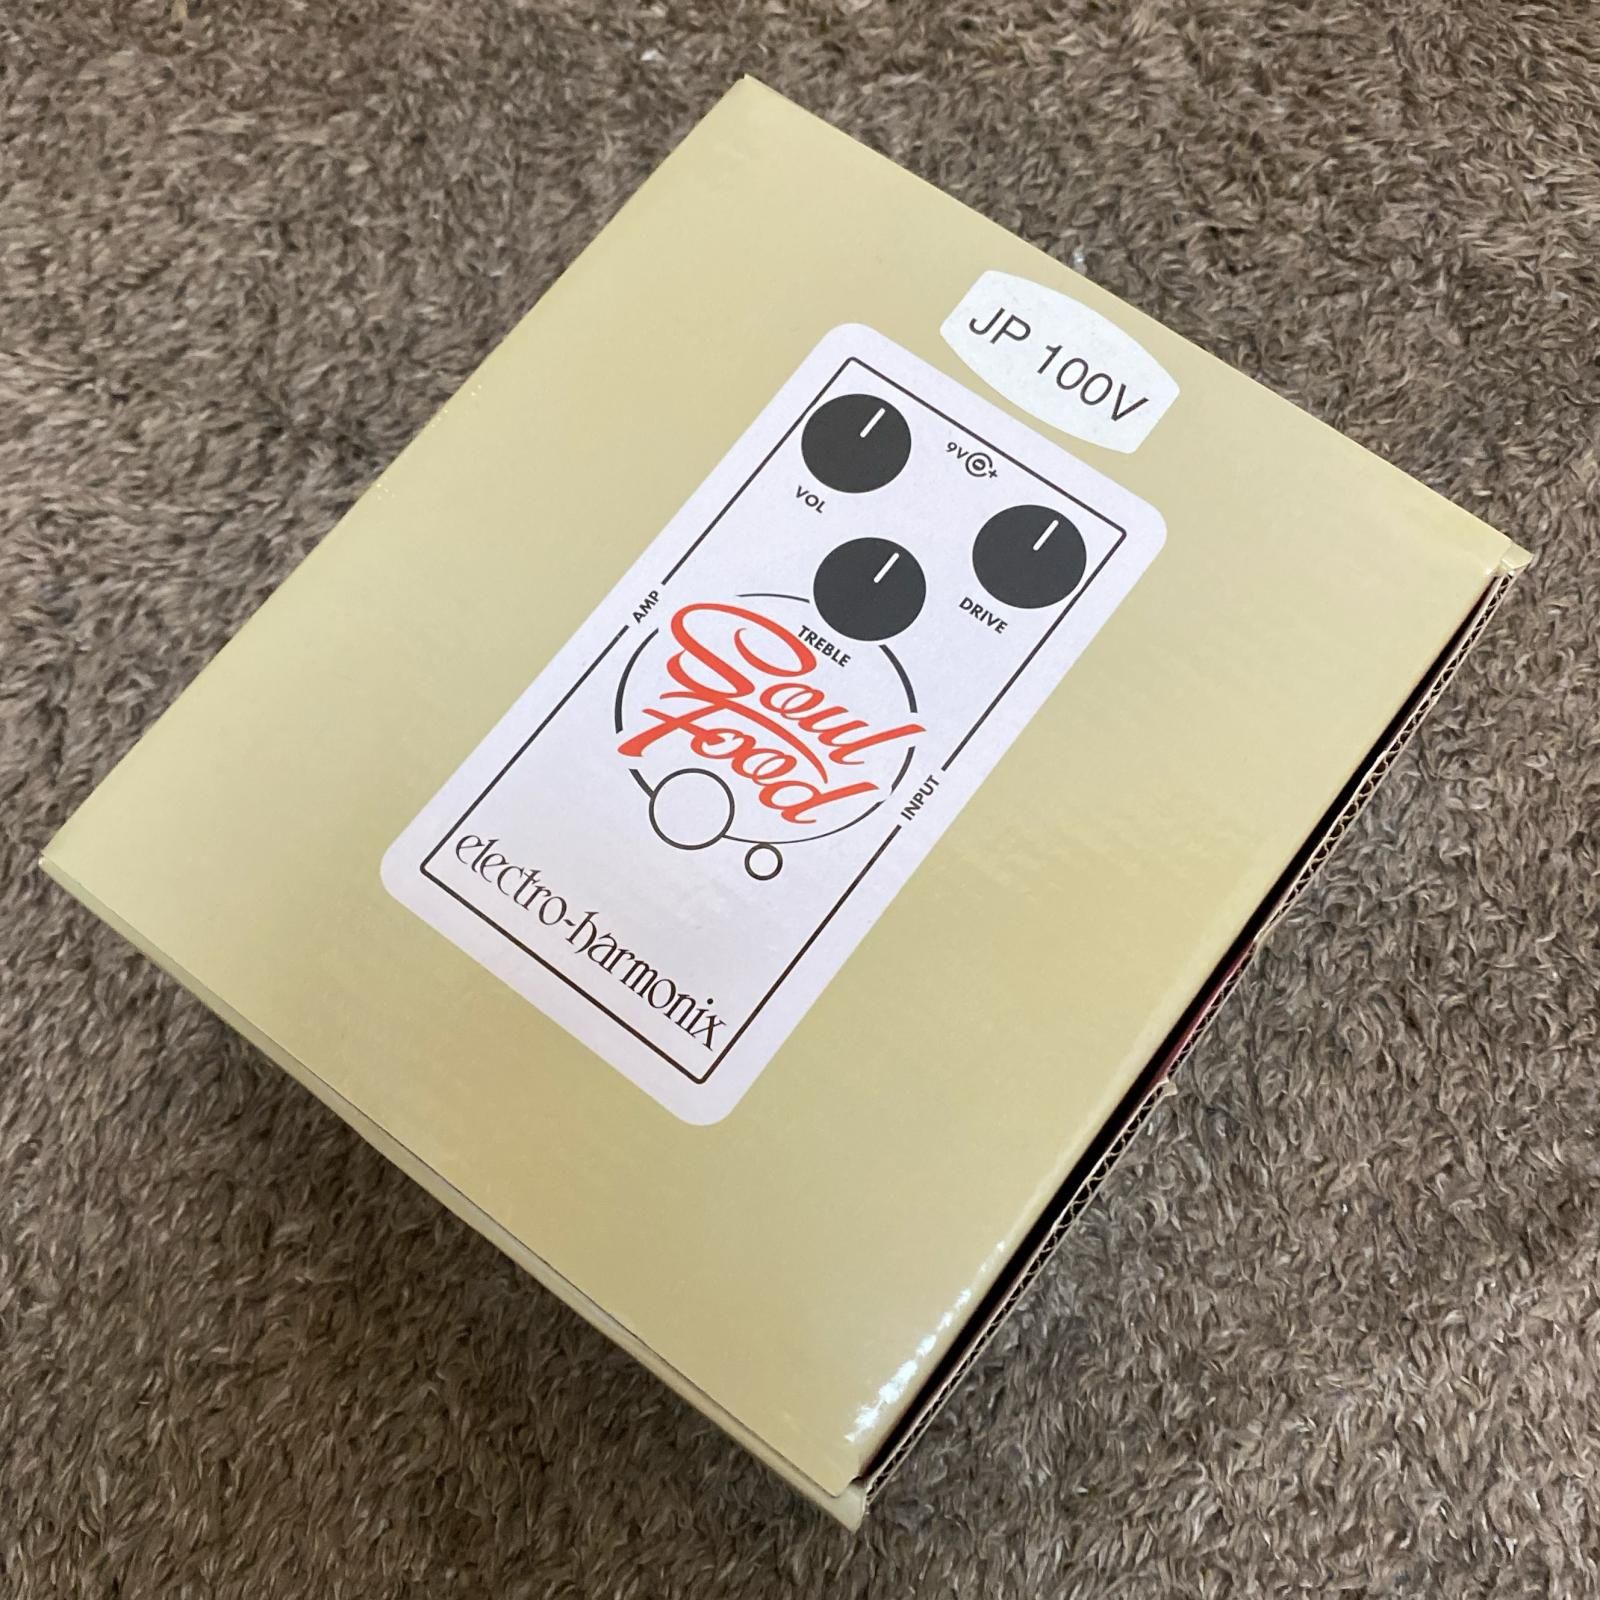 JP 100V
9V
+
VOL
DRIVE
TREBLE
AMP
Soul
Food
INPUT
electro-harmonix